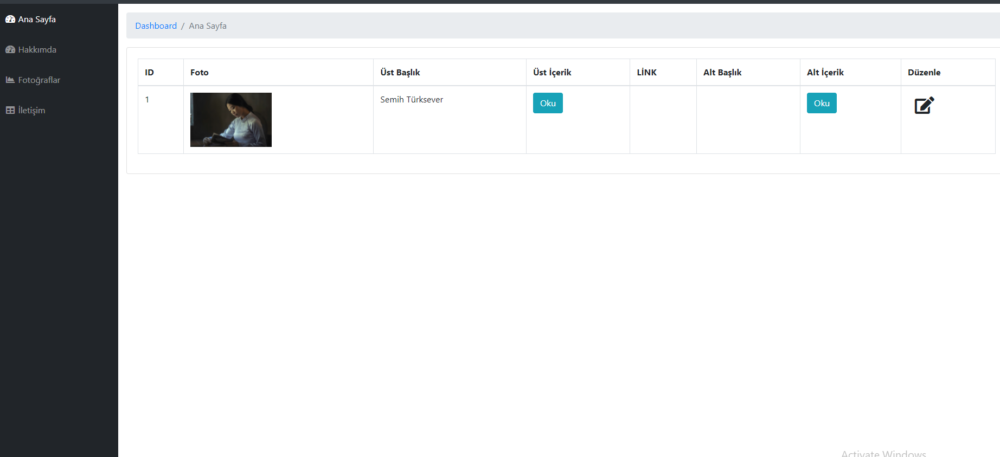 Ana Sayfa
Hakkımda
Fotoğraflar
İletişim
Dashboard / Ana Sayfa
ID Foto Üst Başlık Üst İçerik LİNK Alt Başlık Alt İçerik Düzenle
1 Semih Türksever Oku Oku
Activate Windows